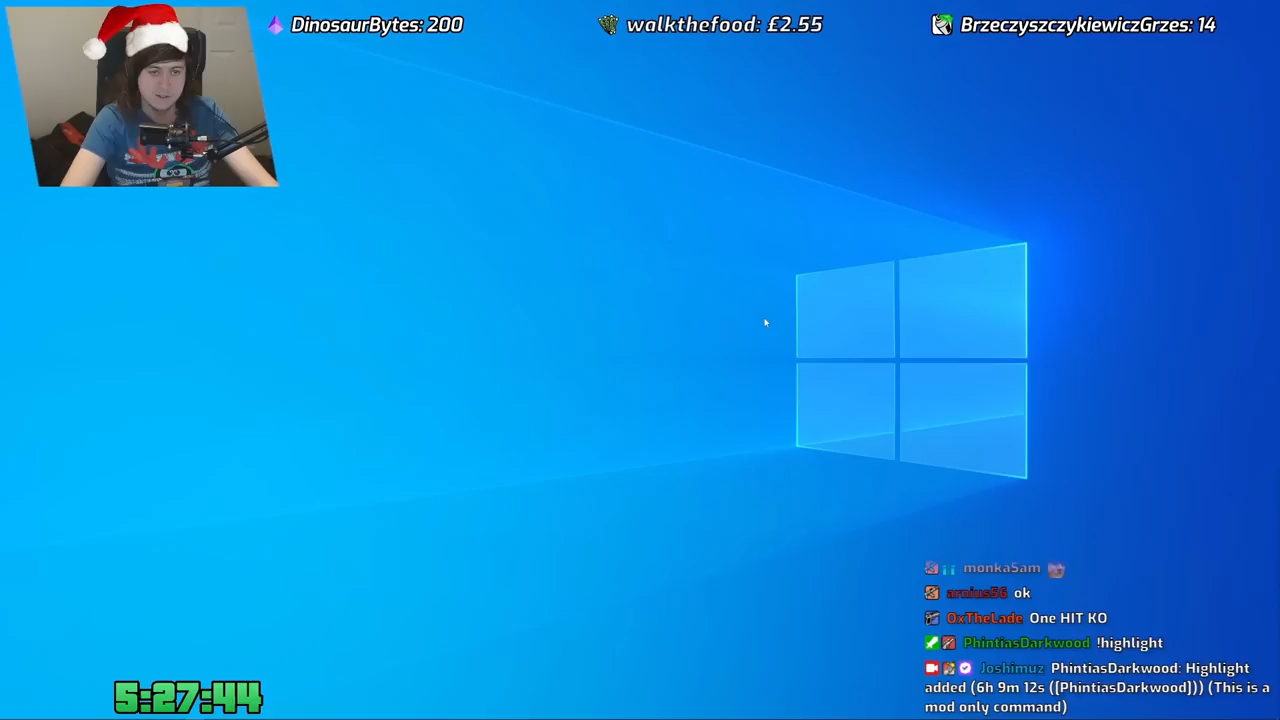 DinosaurBytes: 200
walkthefood: £2.55
BrzeczyszczykiewiczGrzes: 14
monkaSam
arnius56 ok
OxTheLade One HIT KO
PhintiasDarkwood !highlight
Joshimuz PhintiasDarkwood: Highlight
added (6h 9m 12s ([PhintiasDarkwood])) (This is a
mod only command)
5:27:44